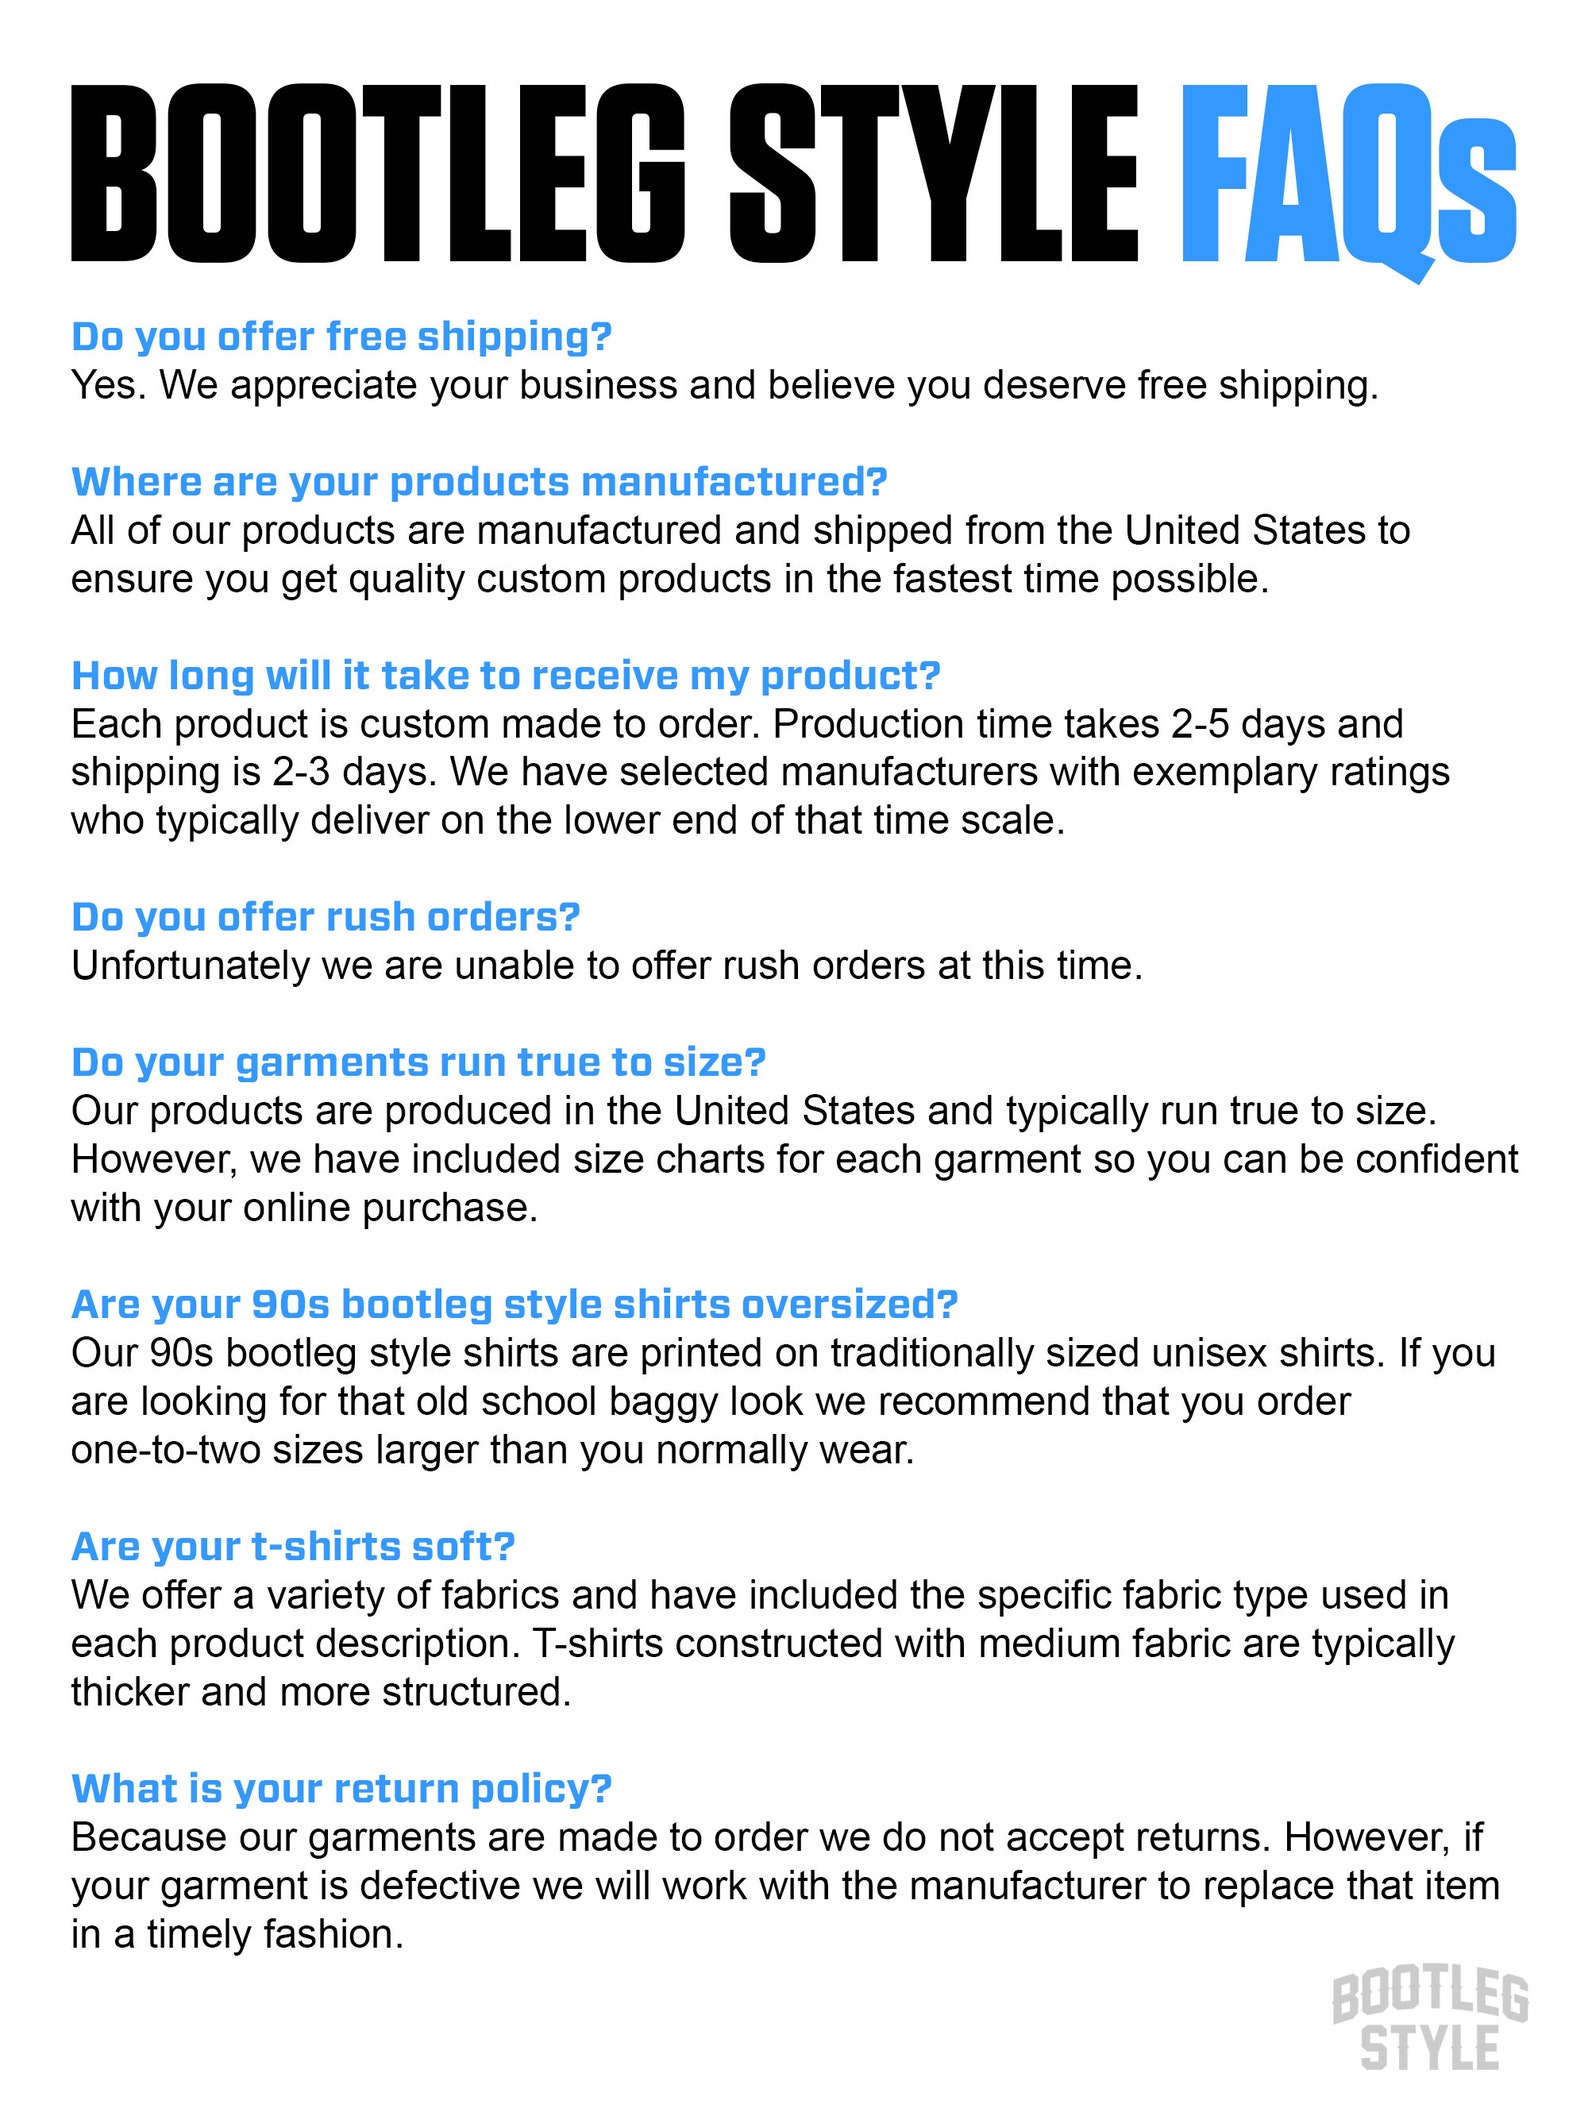 BOOTLEG STYLE FAQs
Do you offer free shipping?
Yes. We appreciate your business and believe you deserve free shipping.
Where are your products manufactured?
All of our products are manufactured and shipped from the United States to
ensure you get quality custom products in the fastest time possible.
How long will it take to receive my product?
Each product is custom made to order. Production time takes 2-5 days and
shipping is 2-3 days. We have selected manufacturers with exemplary ratings
who typically deliver on the lower end of that time scale.
Do you offer rush orders?
Unfortunately we are unable to offer rush orders at this time.
Do your garments run true to size?
Our products are produced in the United States and typically run true to size.
However, we have included size charts for each garment so you can be confident
with your online purchase.
Are your 90s bootleg style shirts oversized?
Our 90s bootleg style shirts are printed on traditionally sized unisex shirts. If you
are looking for that old school baggy look we recommend that you order
one-to-two sizes larger than you normally wear.
Are your t-shirts soft?
We offer a variety of fabrics and have included the specific fabric type used in
each product description. T-shirts constructed with medium fabric are typically
thicker and more structured.
What is your return policy?
Because our garments are made to order we do not accept returns. However, if
your garment is defective we will work with the manufacturer to replace that item
in a timely fashion.
BOOTLEG
STYLE